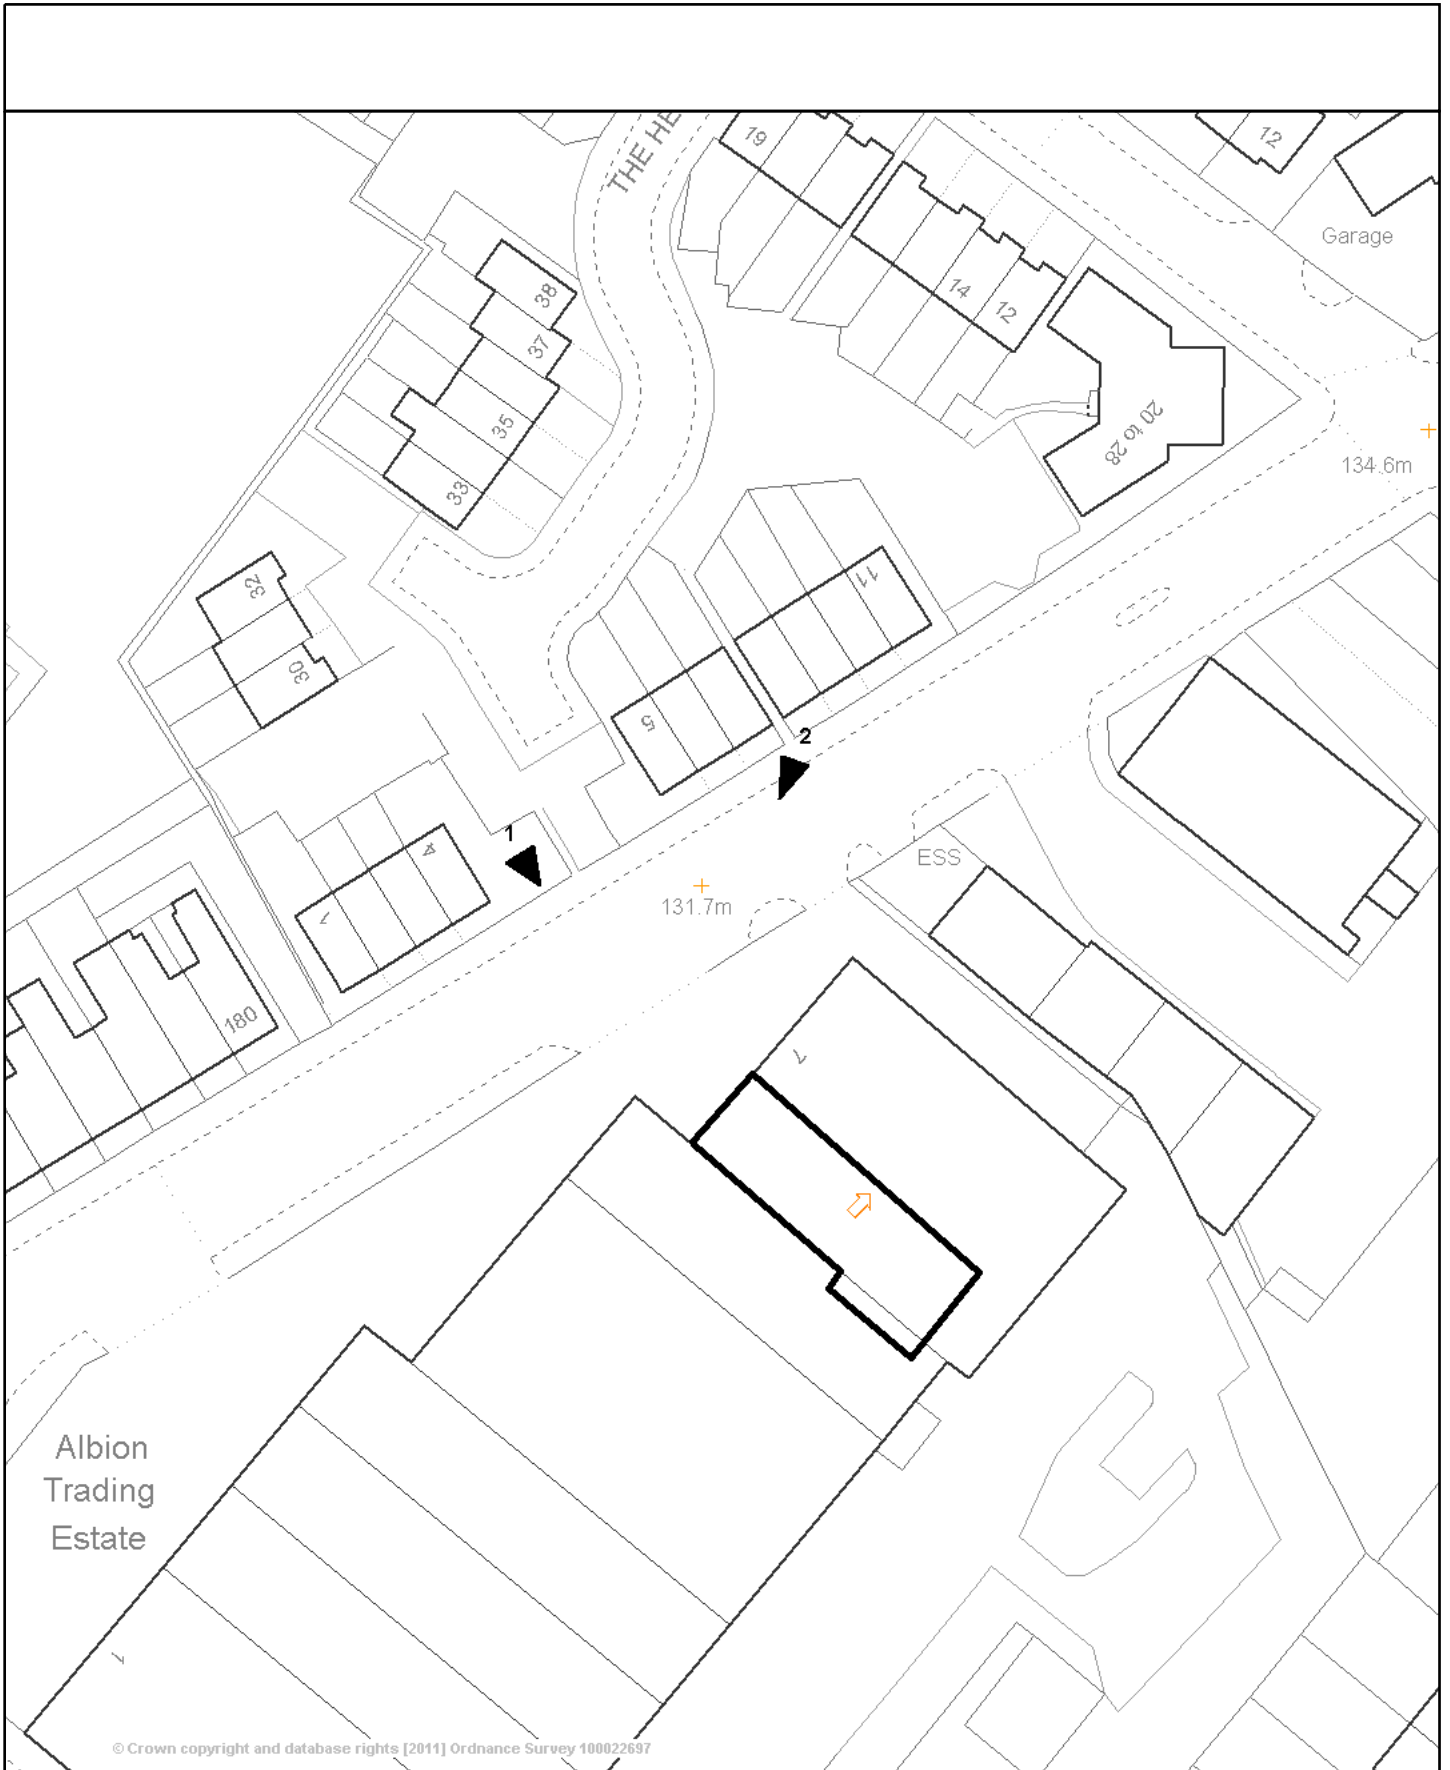 THE HE
19
12
Garage
38
14
12
37
20 to 28
134.6m
35
33
32
11
30
5
2
1
4
ESS
131.7m
1
180
7
Albion
Trading
Estate
1
© Crown copyright and database rights [2011] Ordnance Survey 100022697